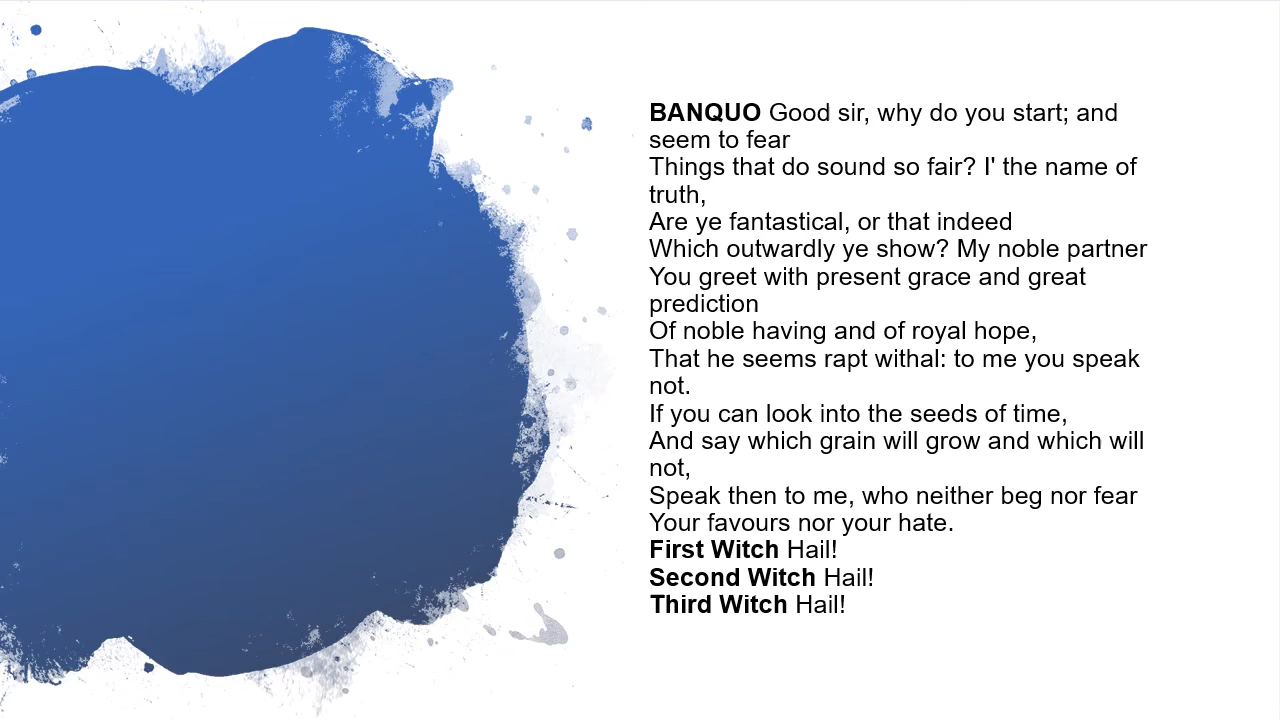 BANQUO Good sir, why do you start; and
seem to fear
Things that do sound so fair? I' the name of
truth,
Are ye fantastical, or that indeed
Which outwardly ye show? My noble partner
You greet with present grace and great
prediction
Of noble having and of royal hope,
That he seems rapt withal: to me you speak
not.
If you can look into the seeds of time,
And say which grain will grow and which will
not,
Speak then to me, who neither beg nor fear
Your favours nor your hate.
First Witch Hail!
Second Witch Hail!
Third Witch Hail!